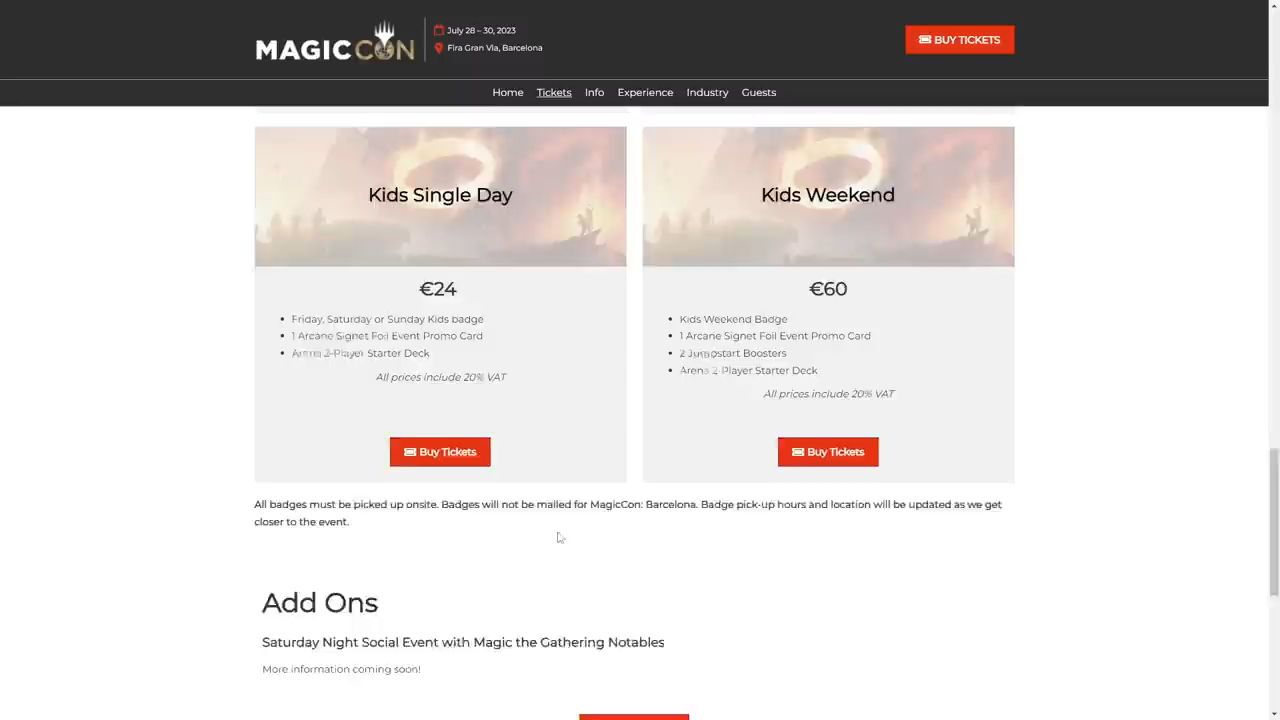 MAGICCON
July 28 – 30, 2023
Fira Gran Via, Barcelona
BUY TICKETS
Home Tickets Info Experience Industry Guests
Kids Single Day
€24
Friday, Saturday or Sunday Kids badge
1 Arcane Signet Foil Event Promo Card
Arena 2-Player Starter Deck
All prices include 20% VAT
Buy Tickets
Kids Weekend
€60
Kids Weekend Badge
1 Arcane Signet Foil Event Promo Card
2 Jumpstart Boosters
Arena 2-Player Starter Deck
All prices include 20% VAT
Buy Tickets
All badges must be picked up onsite. Badges will not be mailed for MagicCon: Barcelona. Badge pick-up hours and location will be updated as we get
closer to the event.
Add Ons
Saturday Night Social Event with Magic the Gathering Notables
More information coming soon!